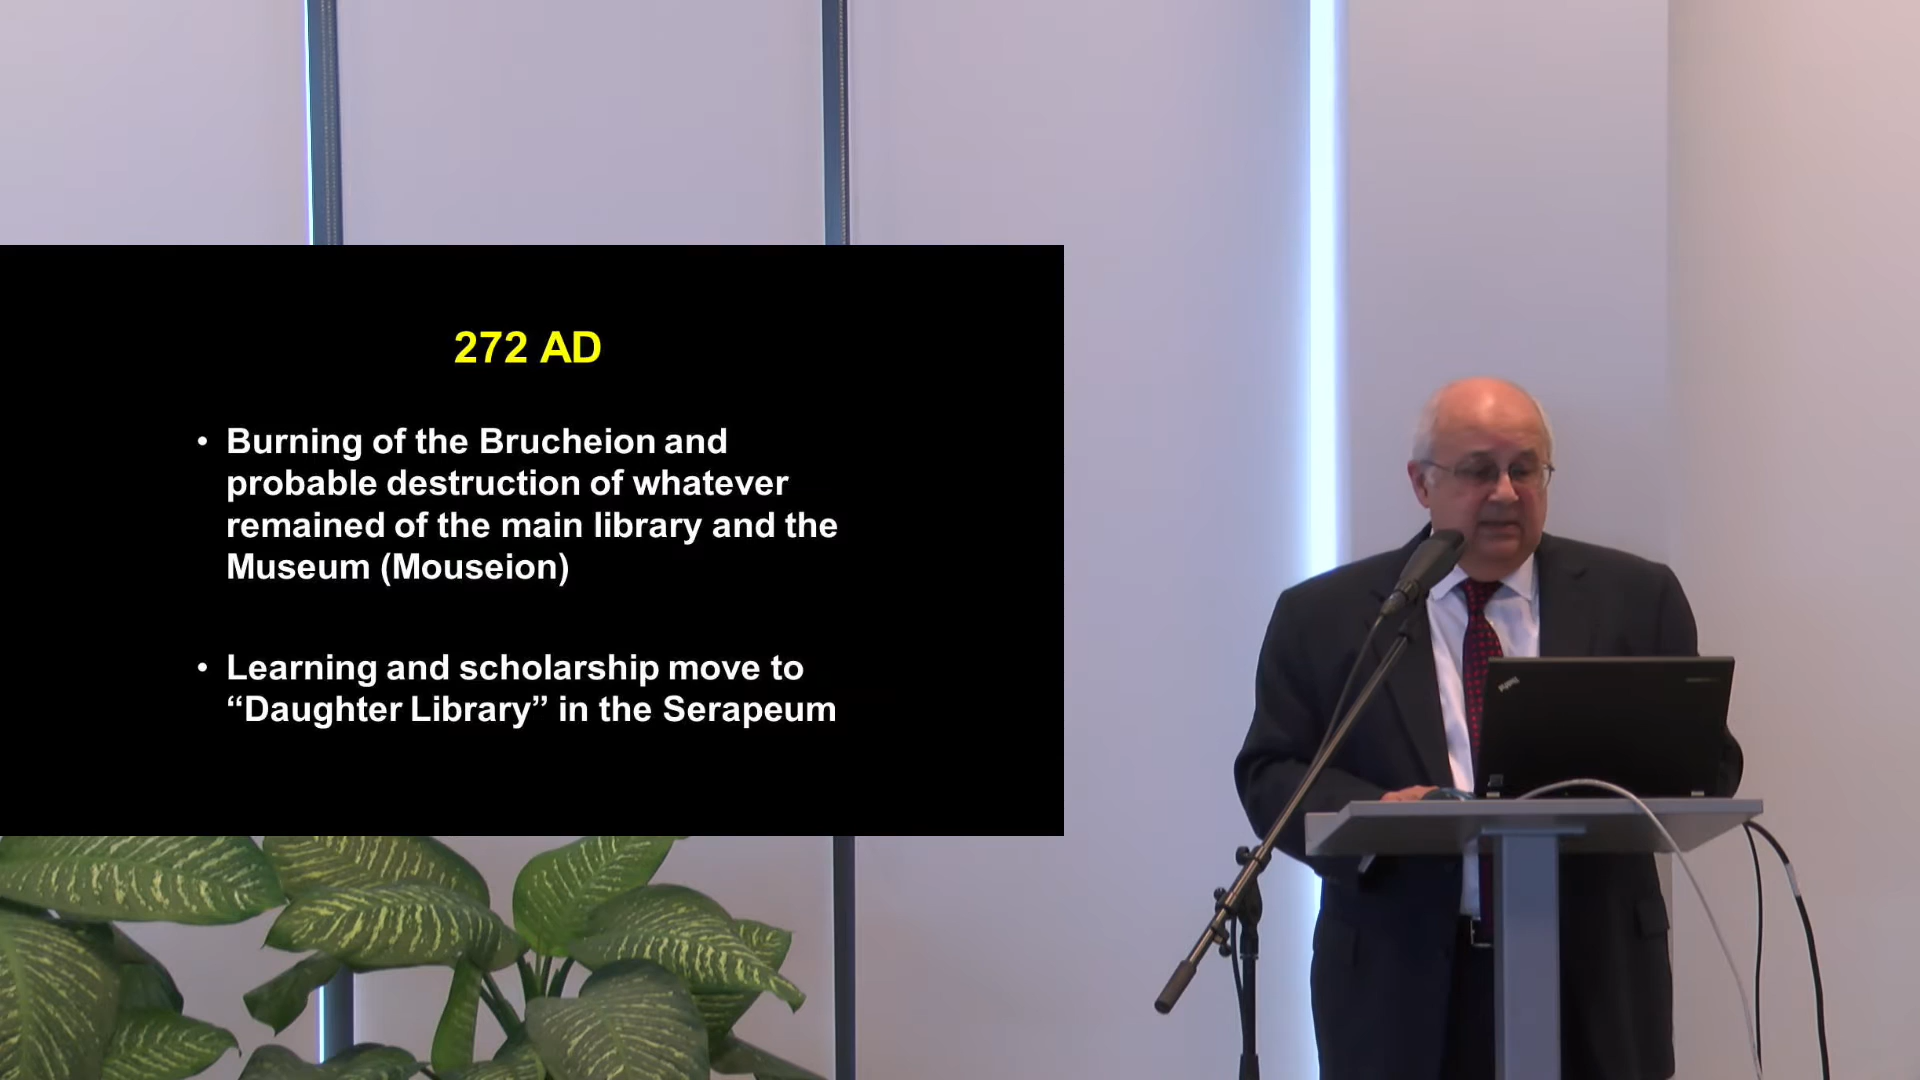 272 AD
• Burning of the Brucheion and
probable destruction of whatever
remained of the main library and the
Museum (Mouseion)
• Learning and scholarship move to
“Daughter Library” in the Serapeum